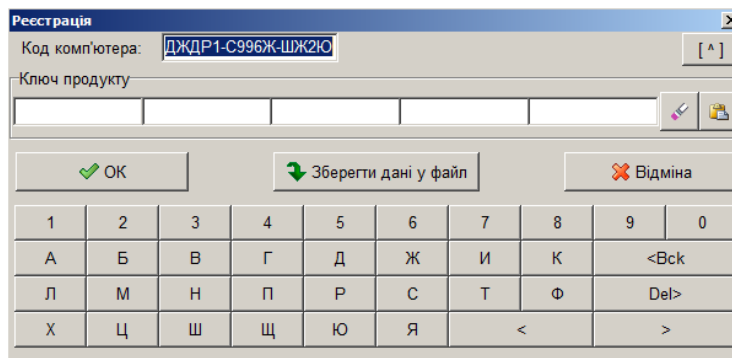 Реєстрація
Код комп'ютера: ДЖДР1-С996Ж-ШЖ2Ю [ ^ ]
Ключ продукту
ОК Зберегти дані у файл Відміна
1 2 3 4 5 6 7 8 9 0
А Б В Г Д Ж И К <Bck
Л М Н П Р С Т Ф Del>
Х Ц Ш Щ Ю Я < >